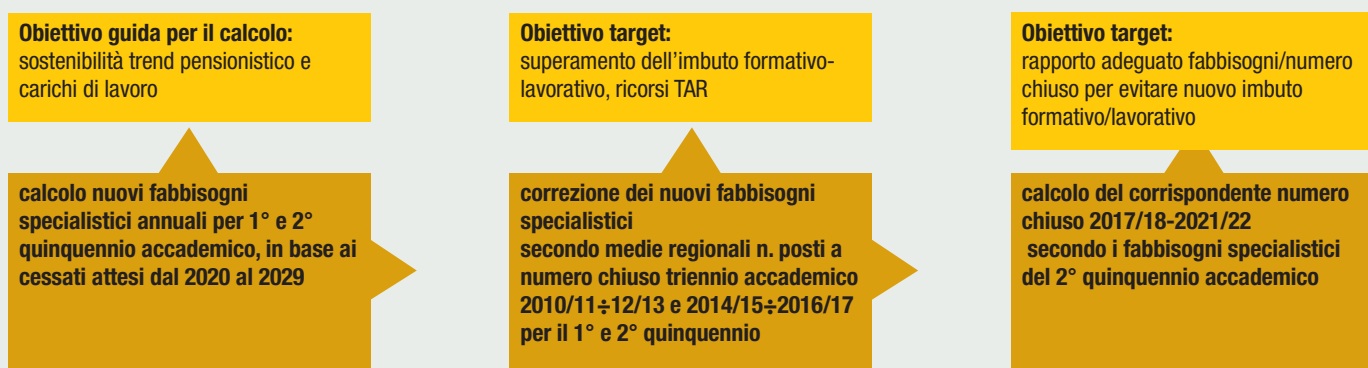 Obiettivo guida per il calcolo:
sostenibilità trend pensionistico e
carichi di lavoro
calcolo nuovi fabbisogni
specialistici annuali per 1° e 2°
quinquennio accademico, in base ai
cessati attesi dal 2020 al 2029
Obiettivo target:
superamento dell’imbuto formativo-
lavorativo, ricorsi TAR
correzione dei nuovi fabbisogni
specialistici
secondo medie regionali n. posti a
numero chiuso triennio accademico
2010/11÷12/13 e 2014/15÷2016/17
per il 1° e 2° quinquennio
Obiettivo target:
rapporto adeguato fabbisogni/numero
chiuso per evitare nuovo imbuto
formativo/lavorativo
calcolo del corrispondente numero
chiuso 2017/18-2021/22
secondo i fabbisogni specialistici
del 2° quinquennio accademico